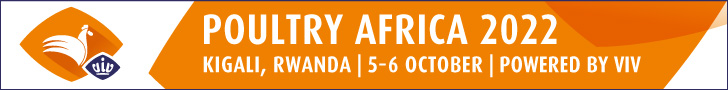 viv
POULTRY AFRICA 2022
KIGALI, RWANDA | 5-6 OCTOBER | POWERED BY VIV